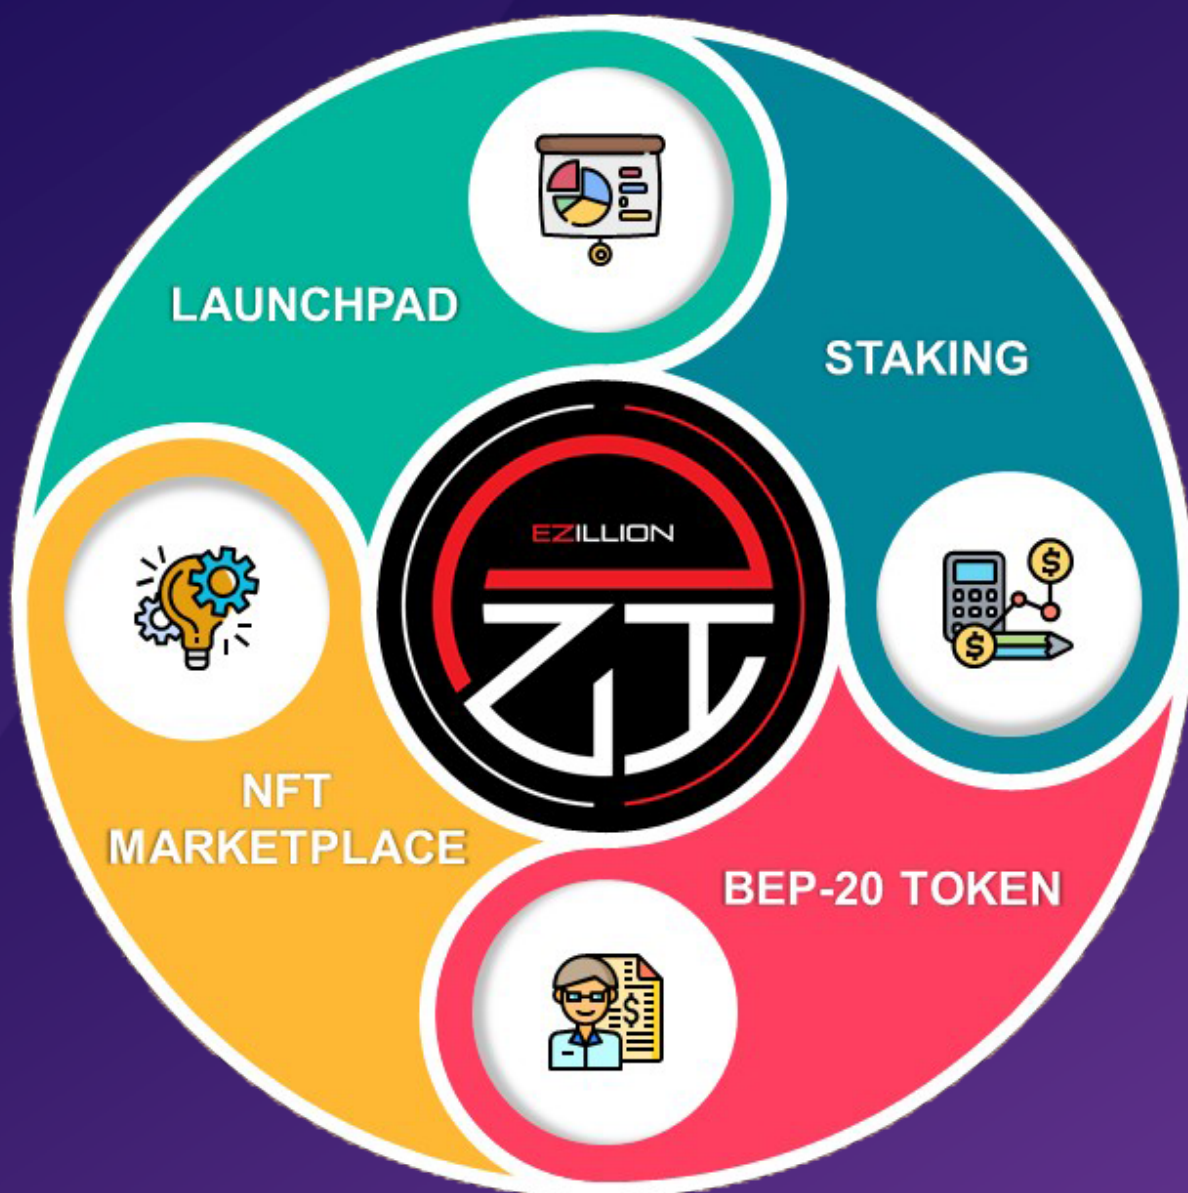 LAUNCHPAD
STAKING
EZILLION
NFT
MARKETPLACE
BEP-20 TOKEN